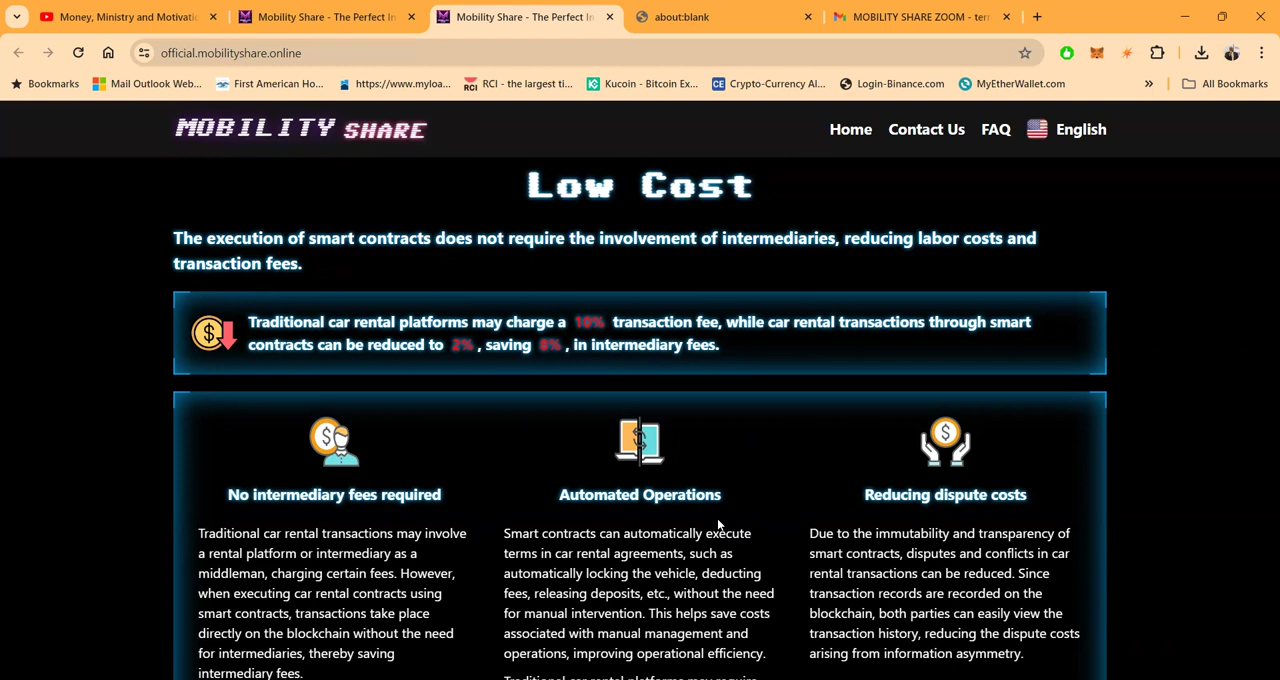 Money, Ministry and Motivatio
Mobility Share - The Perfect In
Mobility Share - The Perfect In
about:blank
MOBILITY SHARE ZOOM - terr
official.mobilityshare.online
Bookmarks
Mail Outlook Web...
First American Ho...
https://www.myloa...
RCI RCI - the largest ti...
Kucoin - Bitcoin Ex...
CE Crypto-Currency Al...
Login-Binance.com
MyEtherWallet.com
»
All Bookmarks
MOBILITY SHARE
Home
Contact Us
FAQ
English
Low Cost
The execution of smart contracts does not require the involvement of intermediaries, reducing labor costs and
transaction fees.
Traditional car rental platforms may charge a 10% transaction fee, while car rental transactions through smart
contracts can be reduced to 2% , saving 8% , in intermediary fees.
No intermediary fees required
Traditional car rental transactions may involve
a rental platform or intermediary as a
middleman, charging certain fees. However,
when executing car rental contracts using
smart contracts, transactions take place
directly on the blockchain without the need
for intermediaries, thereby saving
intermediary fees.
Automated Operations
Smart contracts can automatically execute
terms in car rental agreements, such as
automatically locking the vehicle, deducting
fees, releasing deposits, etc., without the need
for manual intervention. This helps save costs
associated with manual management and
operations, improving operational efficiency.
Traditional car rental platforms may require
Reducing dispute costs
Due to the immutability and transparency of
smart contracts, disputes and conflicts in car
rental transactions can be reduced. Since
transaction records are recorded on the
blockchain, both parties can easily view the
transaction history, reducing the dispute costs
arising from information asymmetry.